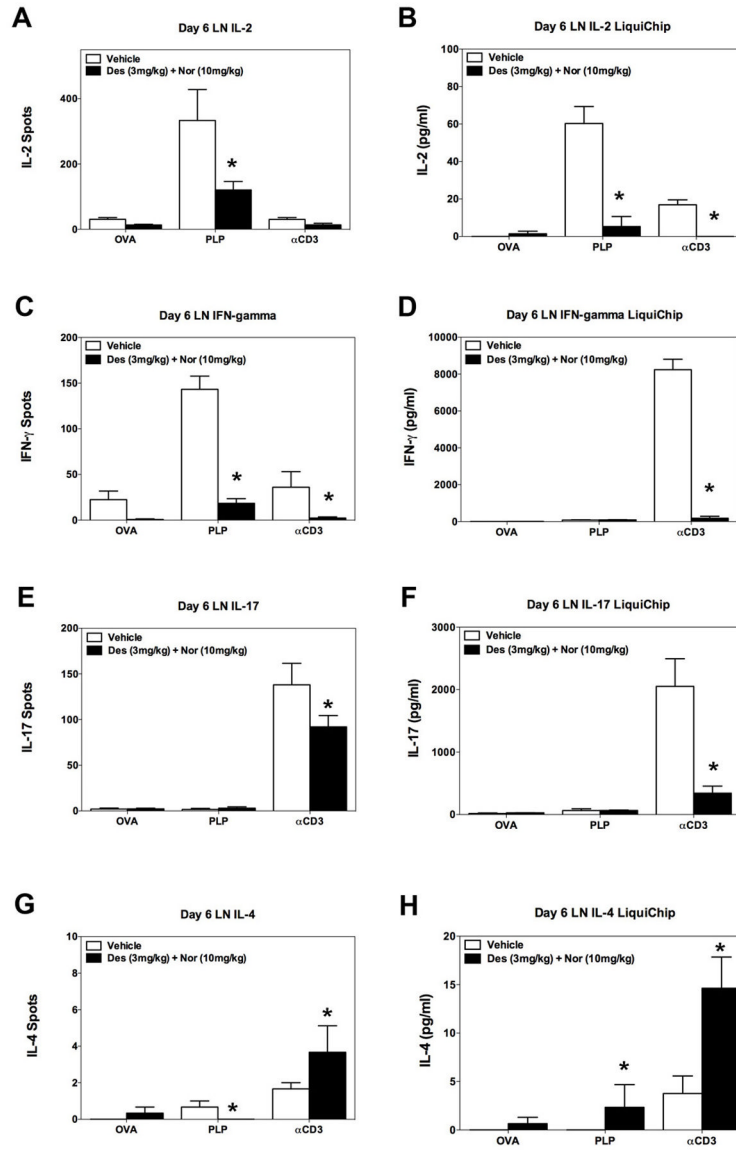 A
Day 6 LN IL-2
Vehicle
Des (3mg/kg) + Nor (10mg/kg)
IL-2 Spots
400
200
0
OVA PLP αCD3
*
B
Day 6 LN IL-2 LiquiChip
Vehicle
Des (3mg/kg) + Nor (10mg/kg)
IL-2 (pg/ml)
100
80
60
40
20
0
OVA PLP αCD3
* *
C
Day 6 LN IFN-gamma
Vehicle
Des (3mg/kg) + Nor (10mg/kg)
IFN-γ Spots
200
150
100
50
0
OVA PLP αCD3
* *
D
Day 6 LN IFN-gamma LiquiChip
Vehicle
Des (3mg/kg) + Nor (10mg/kg)
IFN-γ (pg/ml)
10000
8000
6000
4000
2000
0
OVA PLP αCD3
*
E
Day 6 LN IL-17
Vehicle
Des (3mg/kg) + Nor (10mg/kg)
IL-17 Spots
200
150
100
50
0
OVA PLP αCD3
*
F
Day 6 LN IL-17 LiquiChip
Vehicle
Des (3mg/kg) + Nor (10mg/kg)
IL-17 (pg/ml)
3000
2000
1000
0
OVA PLP αCD3
*
G
Day 6 LN IL-4
Vehicle
Des (3mg/kg) + Nor (10mg/kg)
IL-4 Spots
10
8
6
4
2
0
OVA PLP αCD3
* *
H
Day 6 LN IL-4 LiquiChip
Vehicle
Des (3mg/kg) + Nor (10mg/kg)
IL-4 (pg/ml)
20
15
10
5
0
OVA PLP αCD3
* *